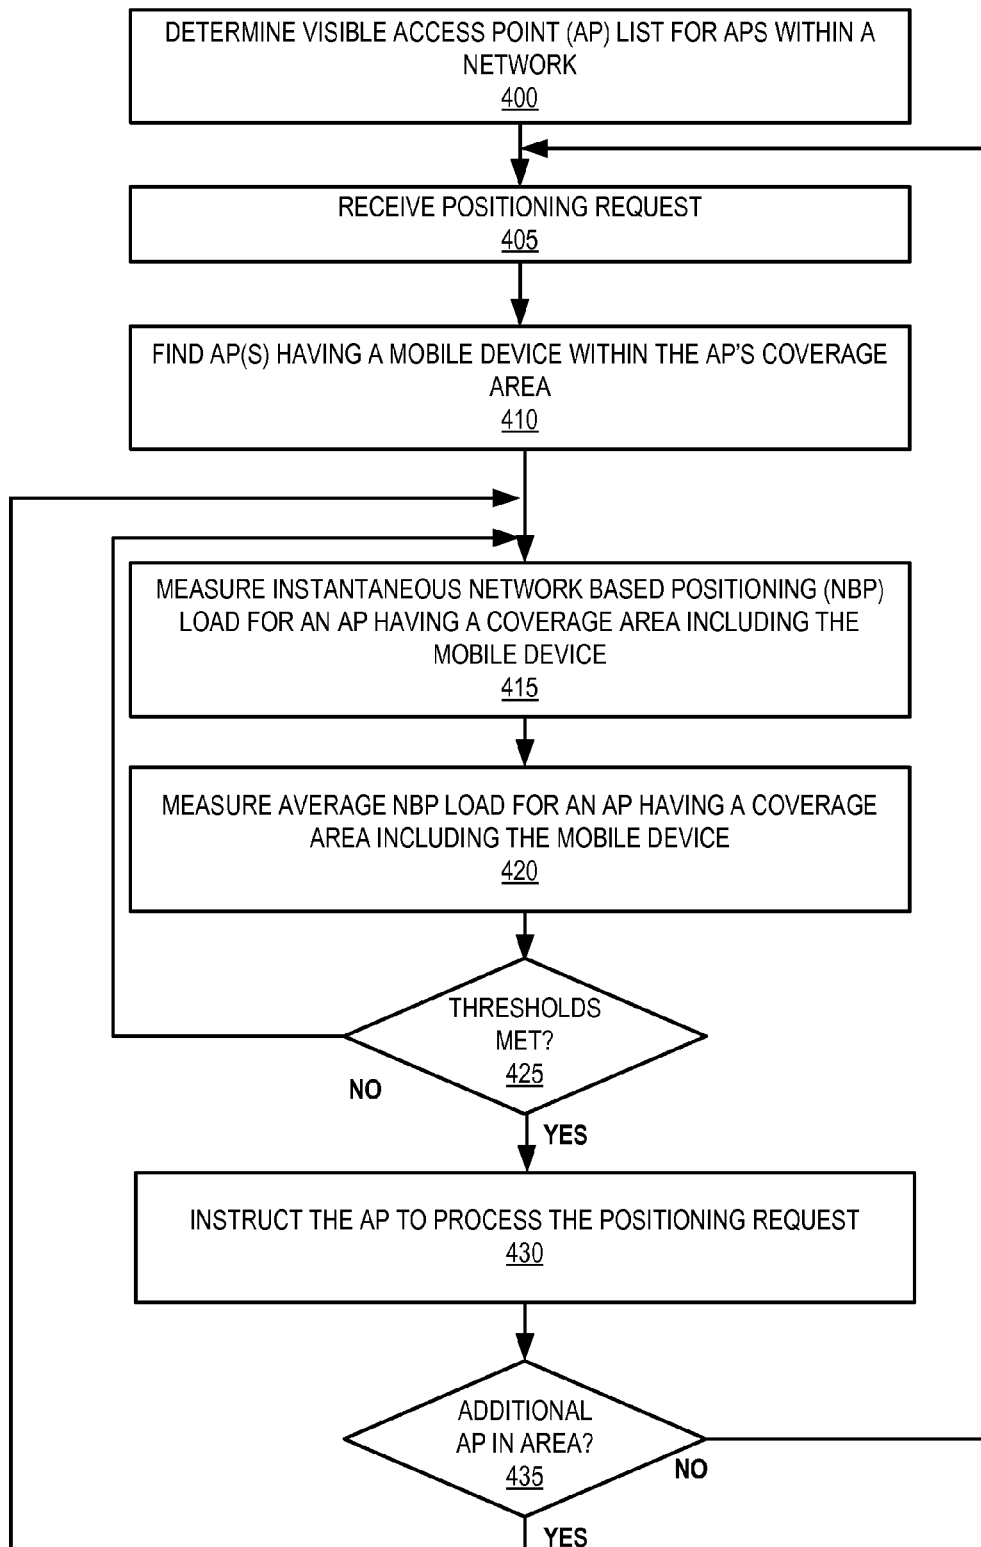 DETERMINE VISIBLE ACCESS POINT (AP) LIST FOR APS WITHIN A
NETWORK
400
RECEIVE POSITIONING REQUEST
405
FIND AP(S) HAVING A MOBILE DEVICE WITHIN THE AP'S COVERAGE
AREA
410
MEASURE INSTANTANEOUS NETWORK BASED POSITIONING (NBP)
LOAD FOR AN AP HAVING A COVERAGE AREA INCLUDING THE
MOBILE DEVICE
415
MEASURE AVERAGE NBP LOAD FOR AN AP HAVING A COVERAGE
AREA INCLUDING THE MOBILE DEVICE
420
THRESHOLDS
MET?
425
NO
YES
INSTRUCT THE AP TO PROCESS THE POSITIONING REQUEST
430
ADDITIONAL
AP IN AREA?
435
NO
YES